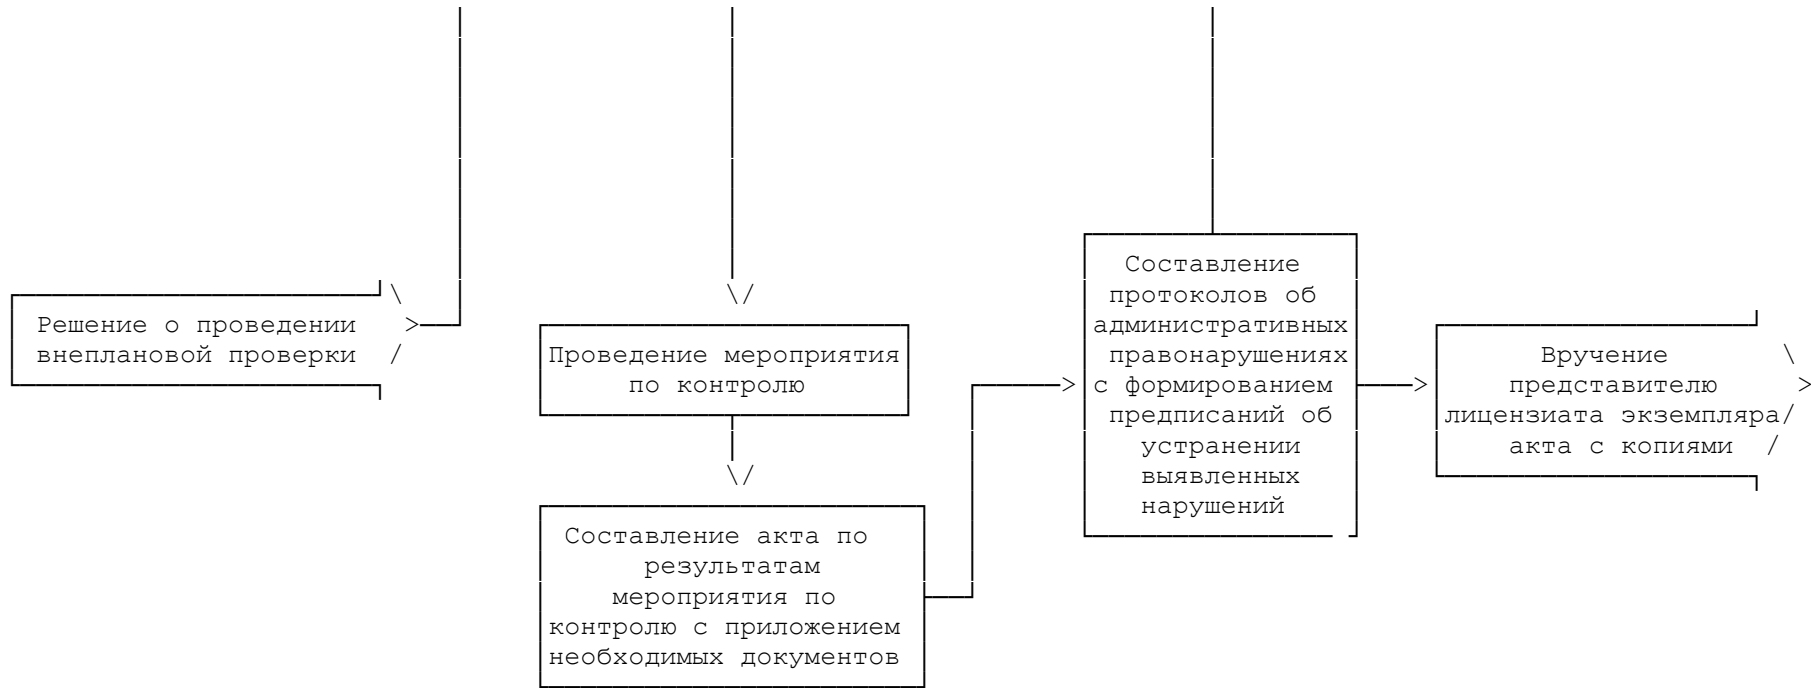 Решение о проведении
внеплановой проверки
Проведение мероприятия
по контролю
Составление акта по
результатам
мероприятия по
контролю с приложением
необходимых документов
Составление
протоколов об
административных
правонарушениях
с формированием
предписаний об
устранении
выявленных
нарушений
Вручение
представителю
лицензиата экземпляра
акта с копиями